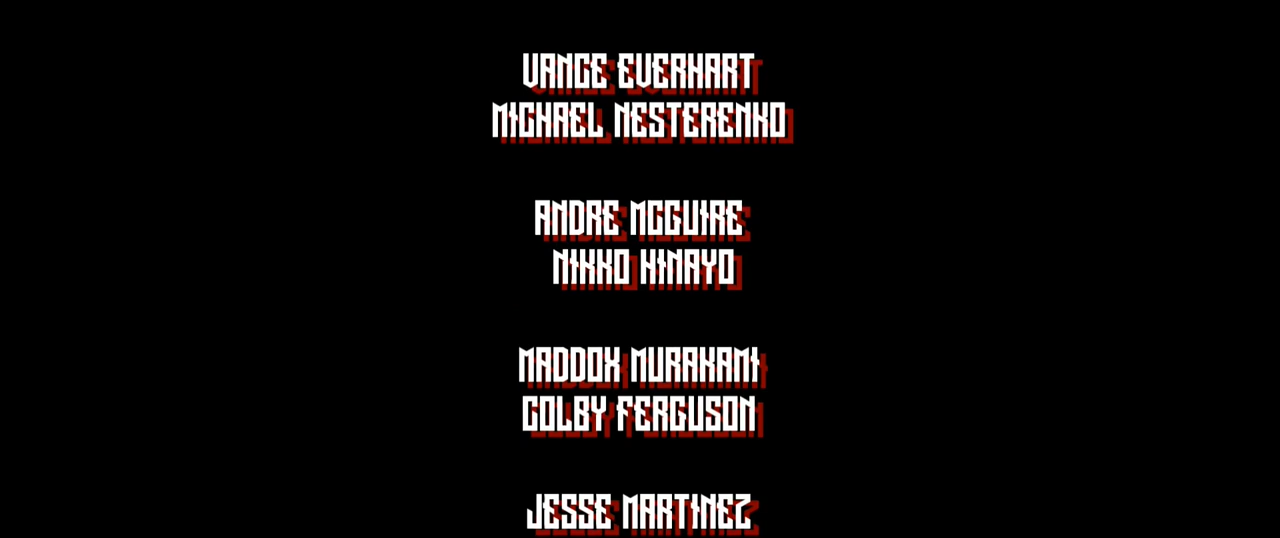 VANCE EVERHART
MICHAEL NESTERENKO
ANDRE MCGUIRE
NIKKO HINAYO
MADDOX MURAKAMI
COLBY FERGUSON
JESSE MARTINEZ